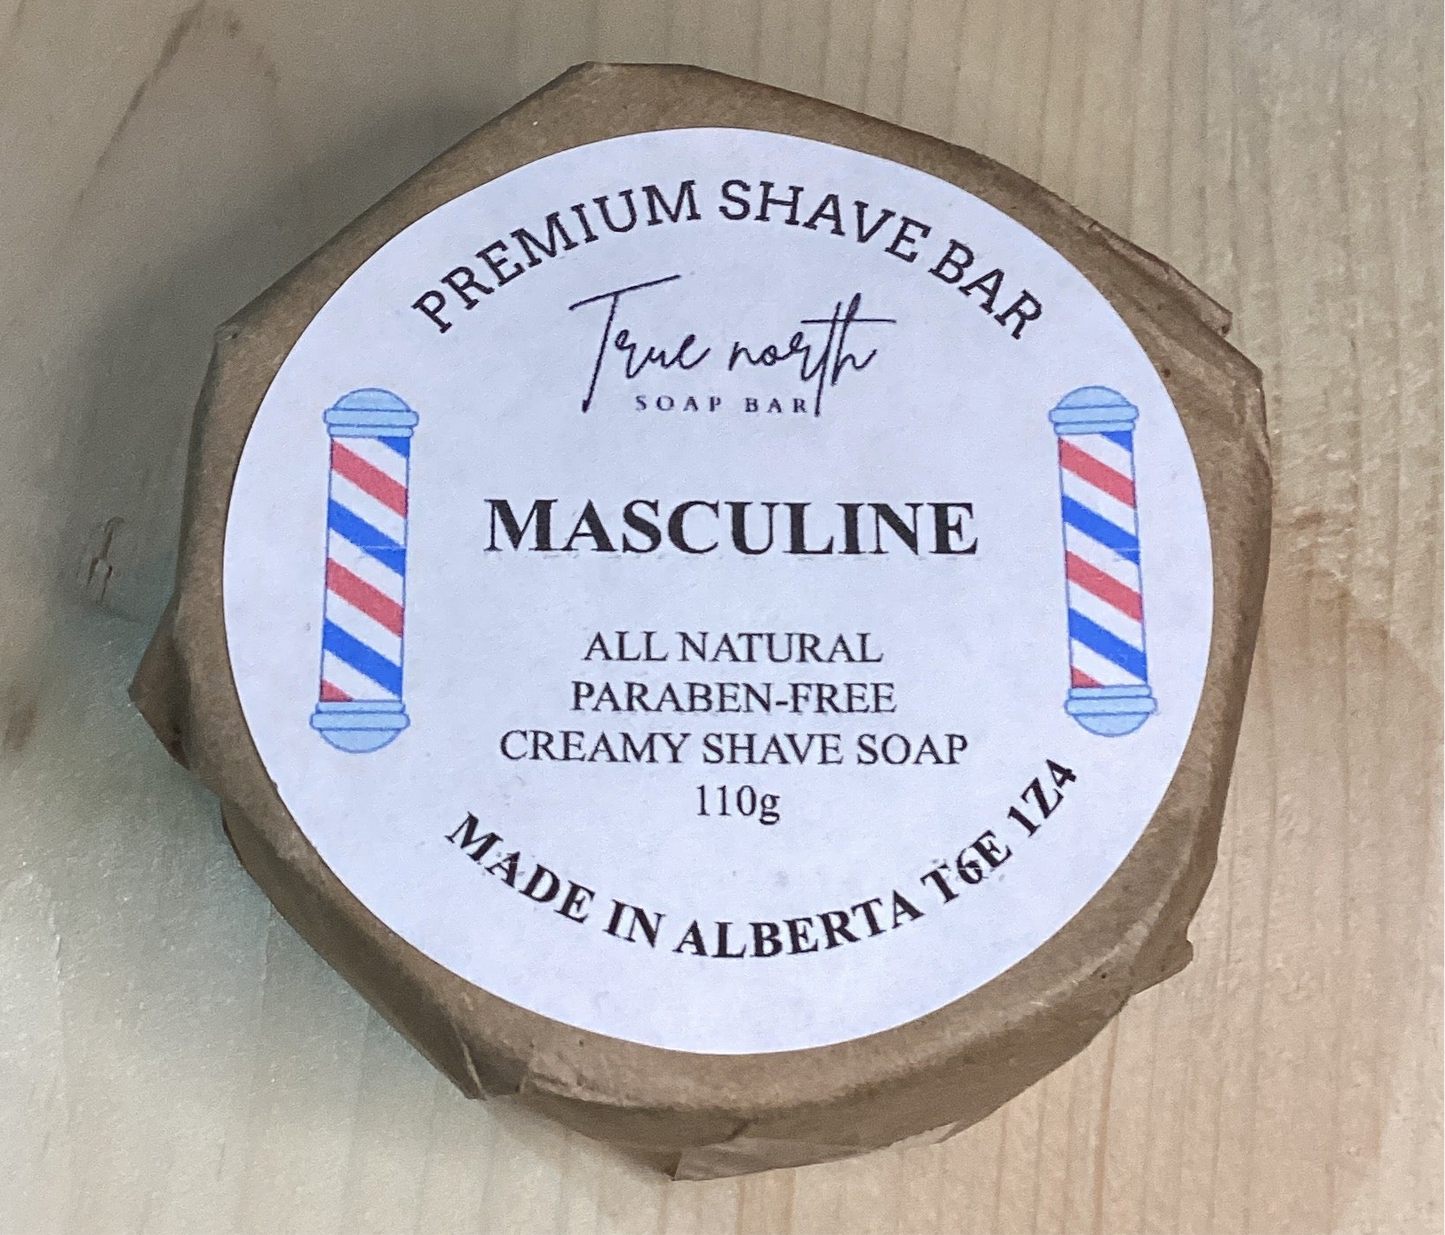 PREMIUM SHAVE BAR
True north
SOAP BAR
MASCULINE
ALL NATURAL
PARABEN-FREE
CREAMY SHAVE SOAP
110g
MADE IN ALBERTA T6E 1Z4